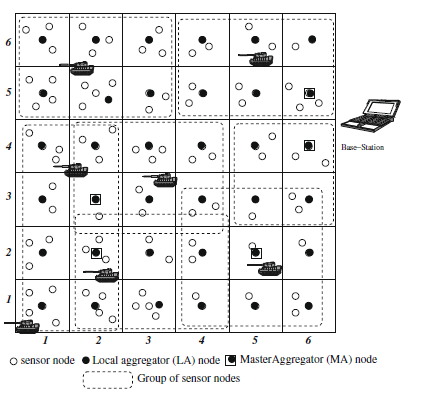 6
5
4
3
2
1
1 2 3 4 5 6
Base-Station
sensor node Local aggregator (LA) node MasterAggregator (MA) node
Group of sensor nodes